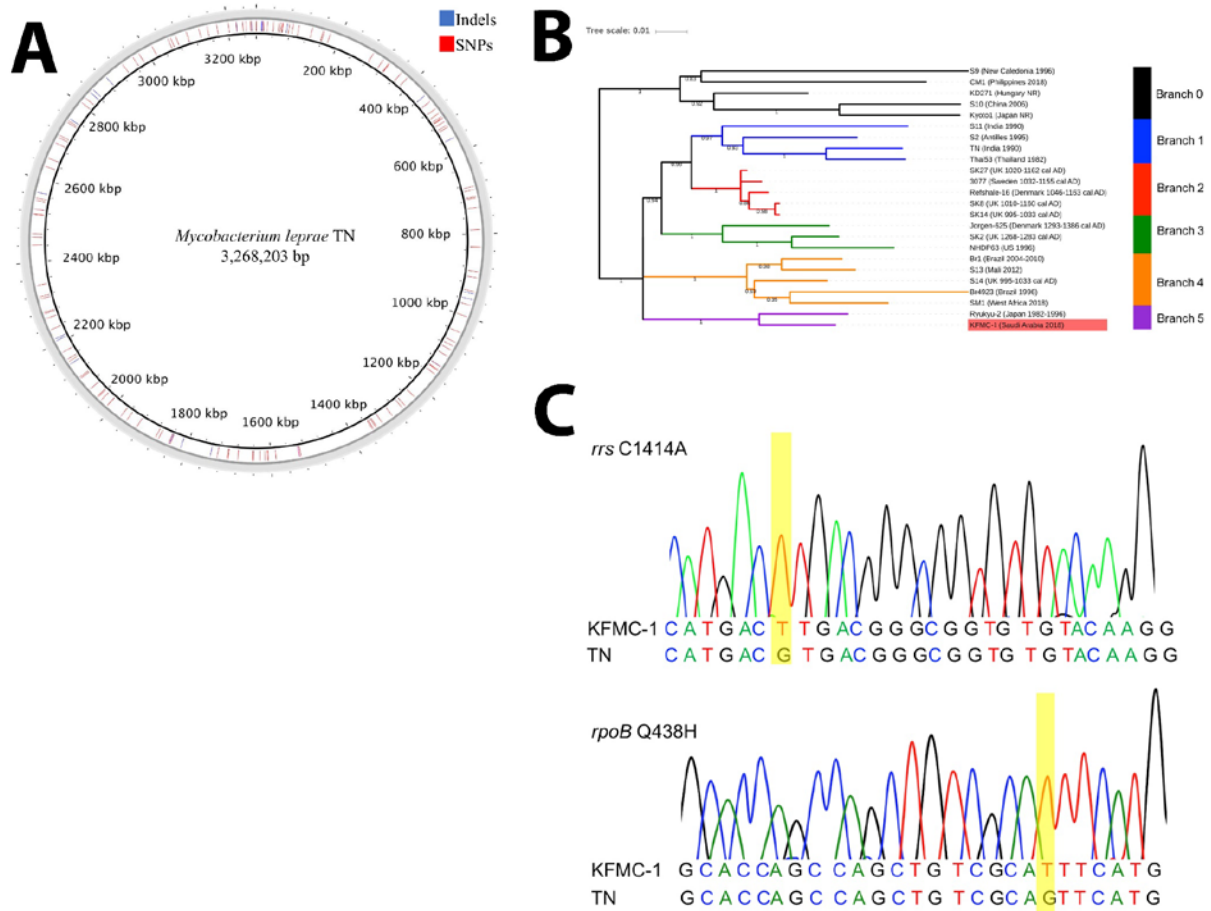 A
Indels
SNPs
3200 kbp
200 kbp
3000 kbp
400 kbp
2800 kbp
600 kbp
2600 kbp
Mycobacterium leprae TN
3,268,203 bp
800 kbp
2400 kbp
1000 kbp
2200 kbp
1200 kbp
2000 kbp
1400 kbp
1800 kbp
1600 kbp
B
Tree scale: 0.01
S9 (New Caledonia 1996)
CM1 (Philippines 2018)
KD271 (Hungary NR)
S10 (China 2006)
Kyoto1 (Japan NR)
S11 (India 1990)
S2 (Antilles 1995)
TN (India 1990)
Thai53 (Thailand 1982)
SK27 (UK 1020-1162 cal AD)
3077 (Sweden 1032-1155 cal AD)
Refshale-16 (Denmark 1046-1163 cal AD)
SK8 (UK 1010-1160 cal AD)
SK14 (UK 995-1033 cal AD)
Jorgen-625 (Denmark 1293-1386 cal AD)
SK2 (UK 1268-1283 cal AD)
NHDP63 (US 1996)
Br1 (Brazil 2004-2010)
S13 (Mali 2012)
S14 (UK 995-1033 cal AD)
Br4923 (Brazil 1996)
SM1 (West Africa 2018)
Ryukyu-2 (Japan 1982-1996)
KFMC-1 (Saudi Arabia 2018)
Branch 0
Branch 1
Branch 2
Branch 3
Branch 4
Branch 5
C
rrs C1414A
KFMC-1 CATGACTTGACGGGCGGTGTGTACAAGG
TN CATGACGTGACGGGCGGTGTGTACAAGG
rpoB Q438H
KFMC-1 GCACCAGCCAGCTGTCGCATTTCATG
TN GCACCAGCCAGCTGTCGCAGTTCATG